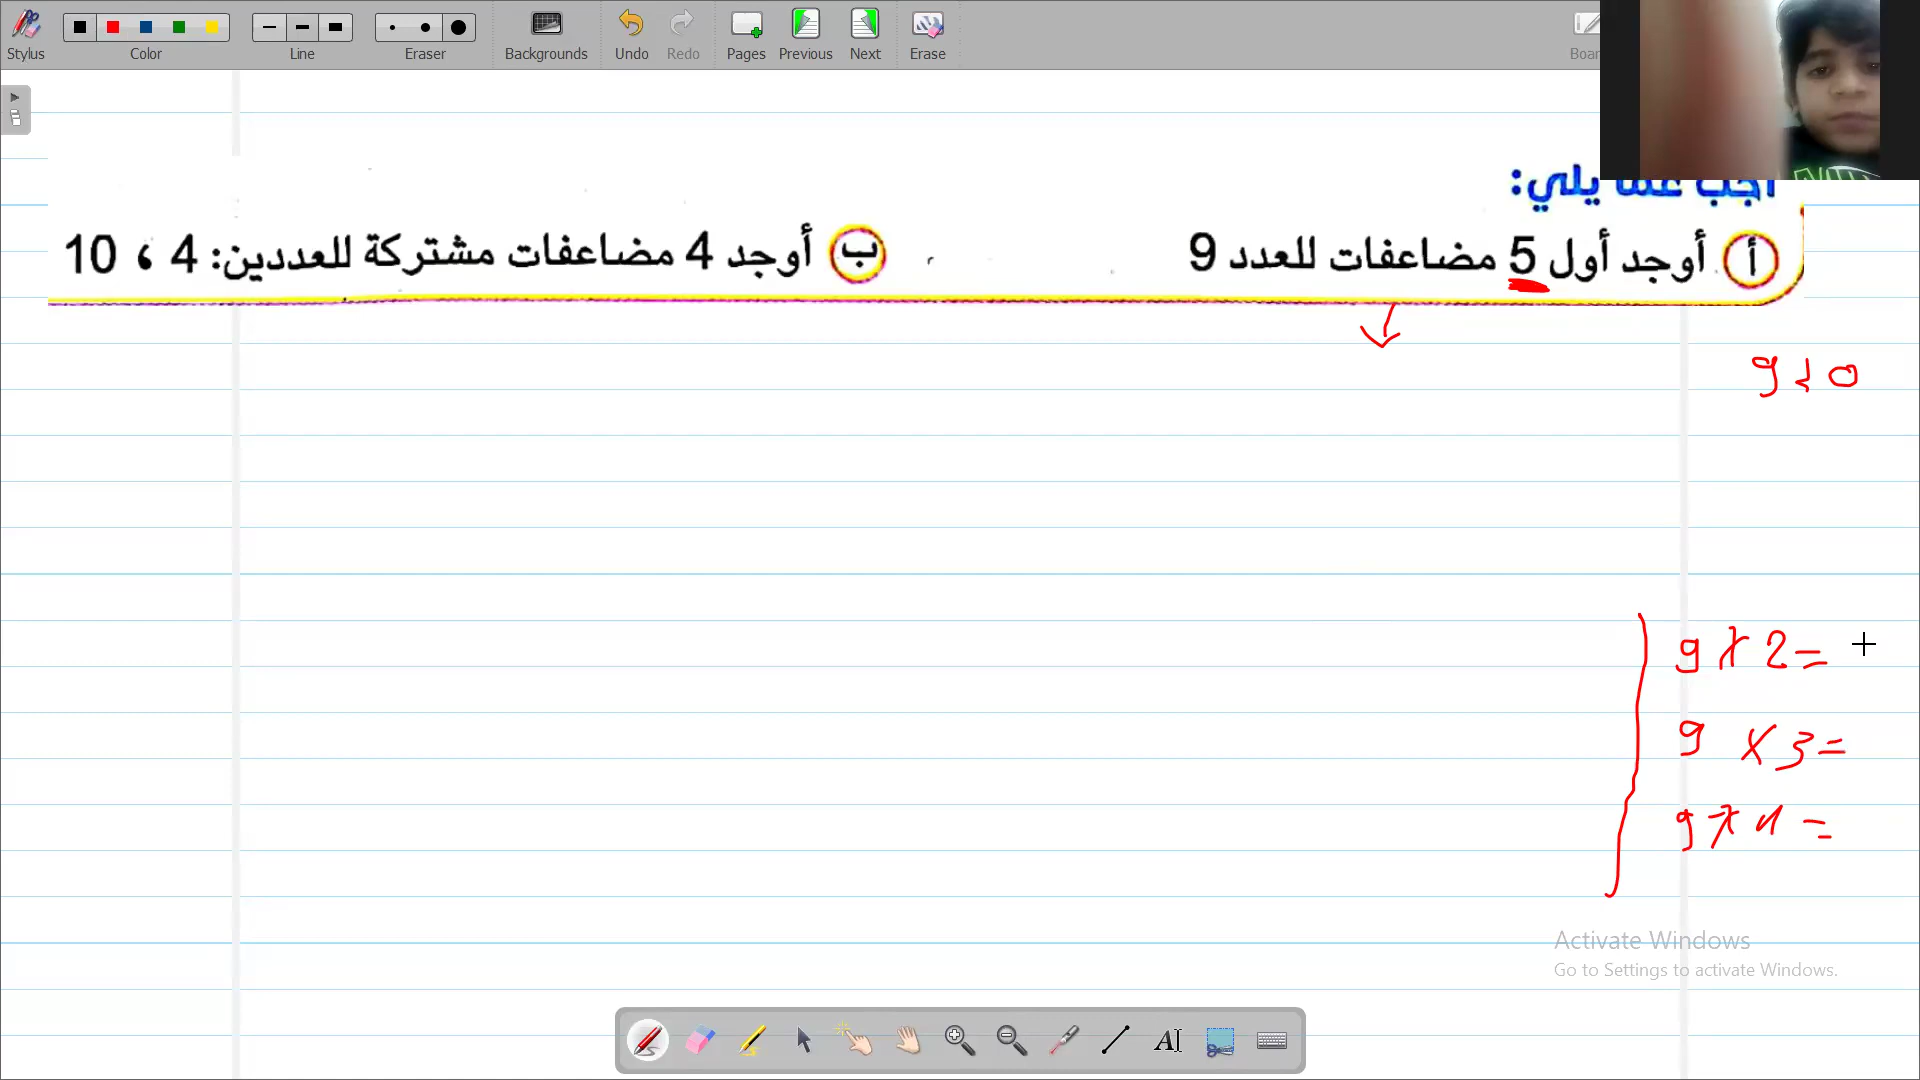 Stylus
Color
Line
Eraser
Backgrounds
Undo
Redo
Pages
Previous
Next
Erase
يلي:
أ أوجد أول 5 مضاعفات للعدد 9
ب أوجد 4 مضاعفات مشتركة للعددين: 4 ، 10
9 , 0
9 × 2 =
9 × 3 =
9 × 4 =
Activate Windows
Go to Settings to activate Windows.